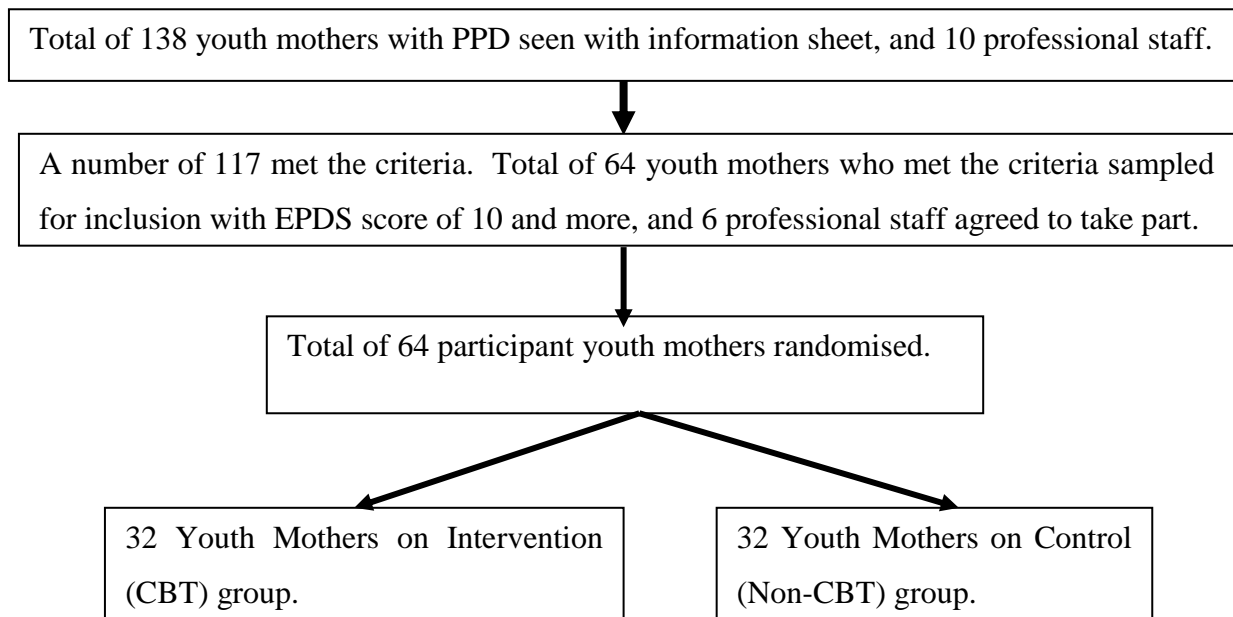 Total of 138 youth mothers with PPD seen with information sheet, and 10 professional staff.
A number of 117 met the criteria. Total of 64 youth mothers who met the criteria sampled
for inclusion with EPDS score of 10 and more, and 6 professional staff agreed to take part.
Total of 64 participant youth mothers randomised.
32 Youth Mothers on Intervention
(CBT) group.
32 Youth Mothers on Control
(Non-CBT) group.